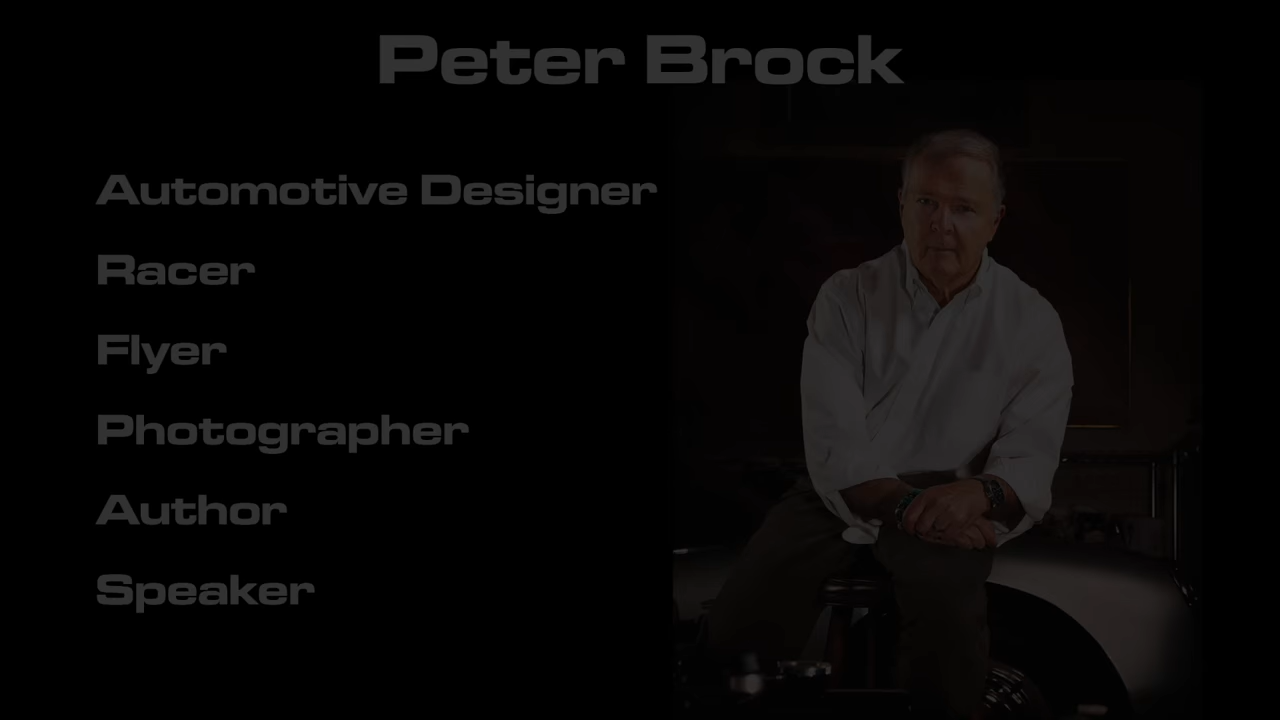 Peter Brock
Automotive Designer
Racer
Flyer
Photographer
Author
Speaker